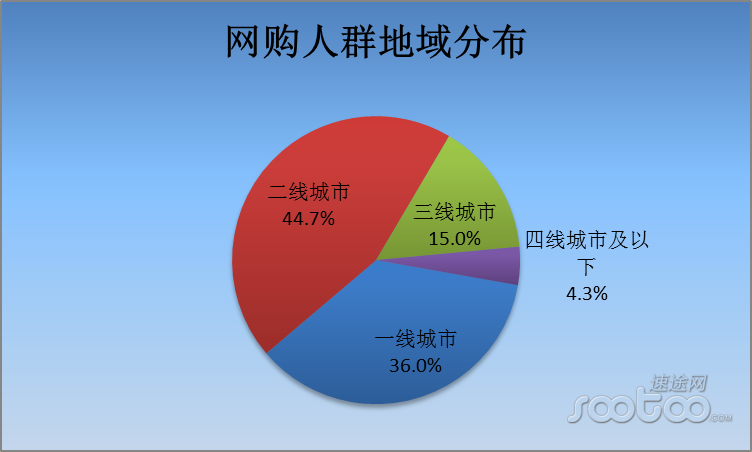 网购人群地域分布
二线城市
44.7%
三线城市
15.0%
四线城市及以
下
4.3%
一线城市
36.0%
速途网
sootoo.com